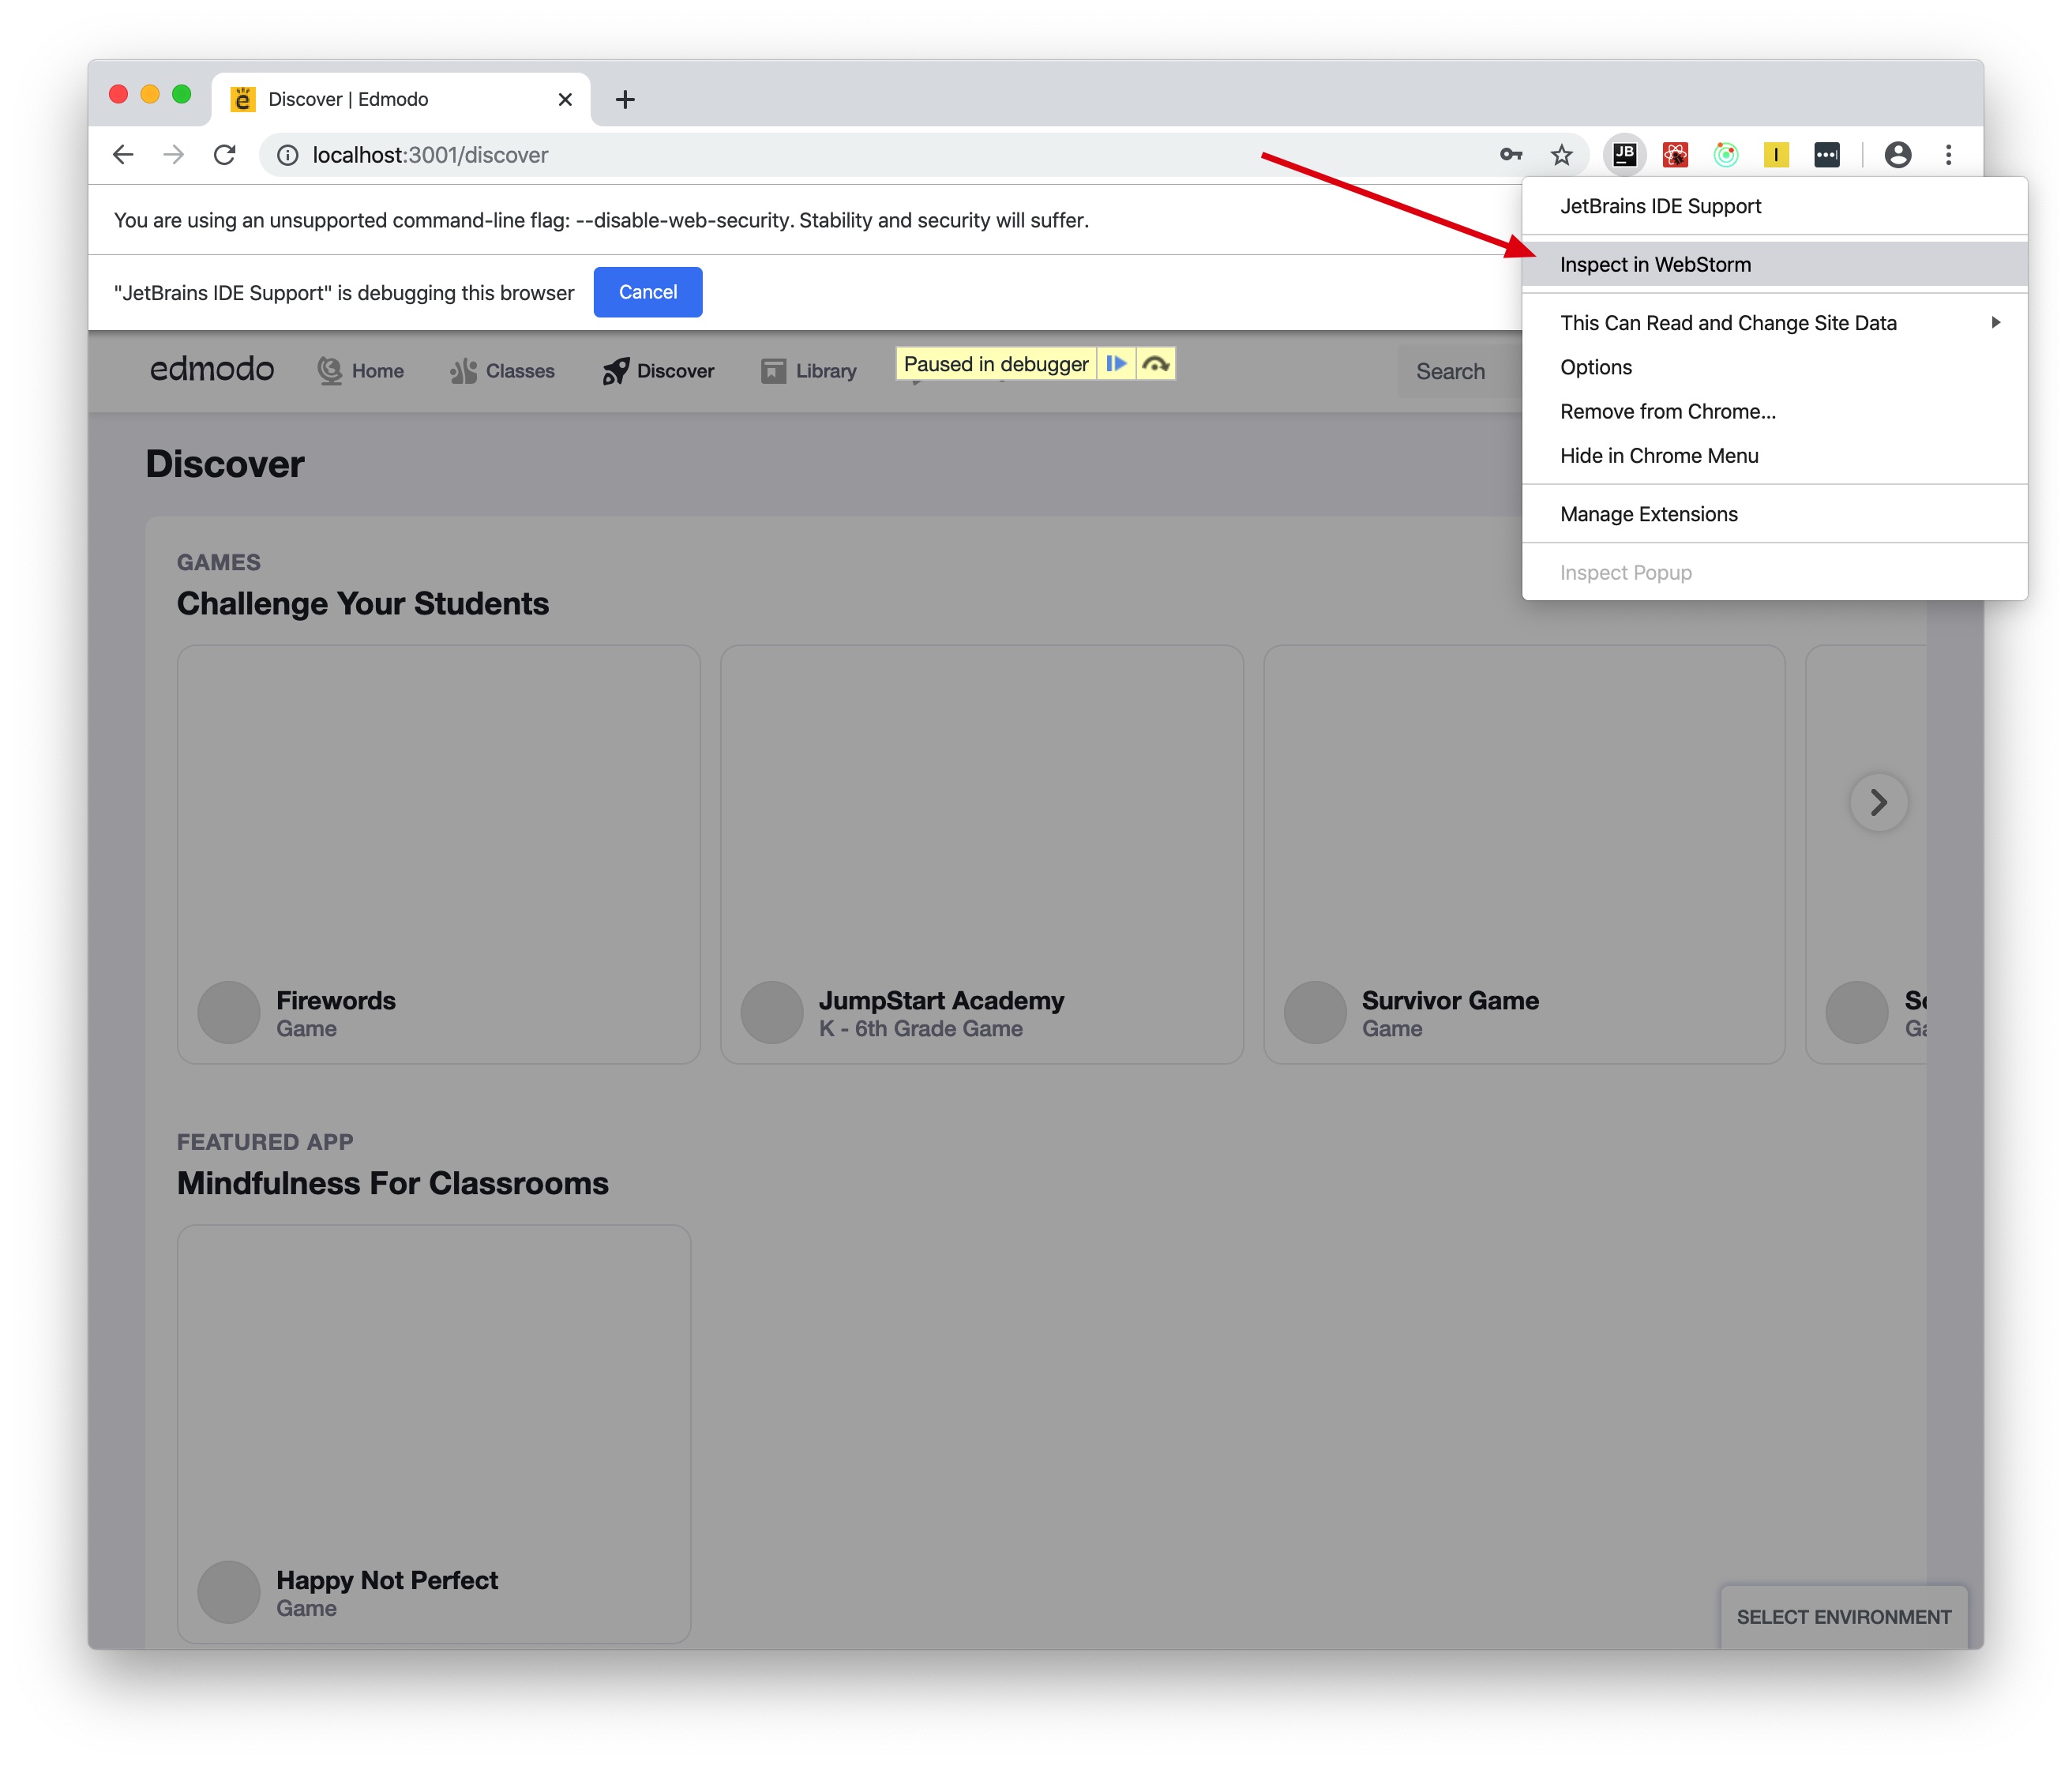 Discover | Edmodo
localhost:3001/discover
JB
You are using an unsupported command-line flag: --disable-web-security. Stability and security will suffer.
"JetBrains IDE Support" is debugging this browser
Cancel
JetBrains IDE Support
Inspect in WebStorm
This Can Read and Change Site Data
Options
Remove from Chrome...
Hide in Chrome Menu
Manage Extensions
Inspect Popup
edmodo
Home
Classes
Discover
Library
Paused in debugger
Search
Discover
GAMES
Challenge Your Students
Firewords
Game
JumpStart Academy
K - 6th Grade Game
Survivor Game
Game
FEATURED APP
Mindfulness For Classrooms
Happy Not Perfect
Game
SELECT ENVIRONMENT